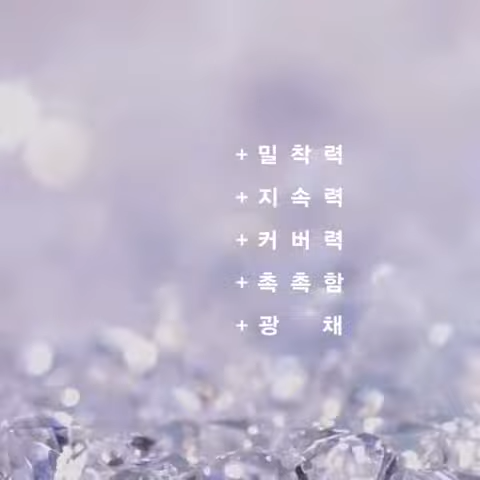 + 밀 착 력
+ 지 속 력
+ 커 버 력
+ 촉 촉 함
+ 광 채